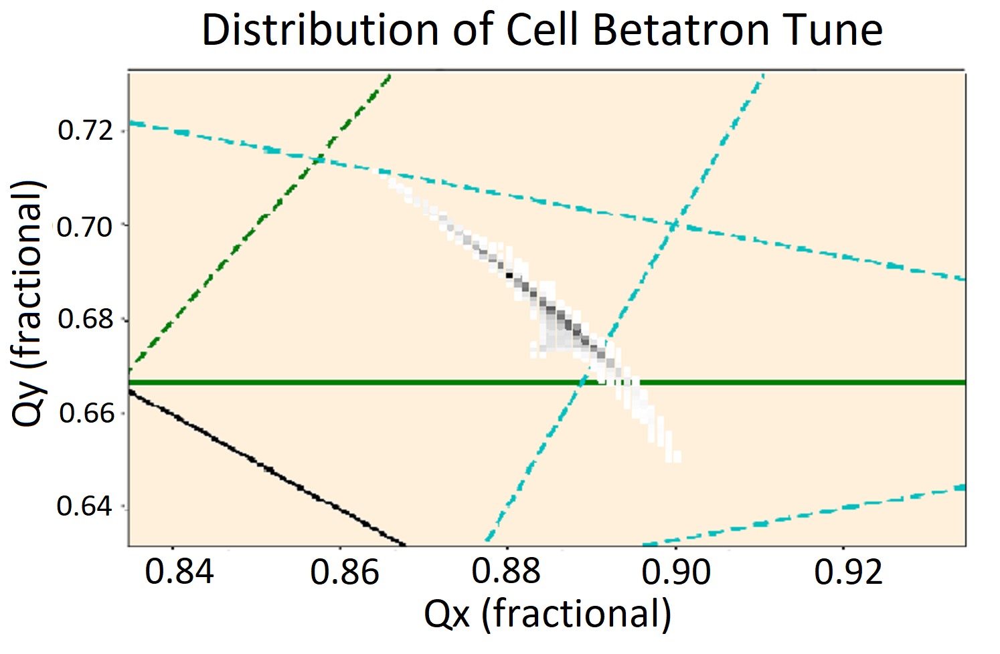 Distribution of Cell Betatron Tune
Qy (fractional)
0.72
0.70
0.68
0.66
0.64
0.84 0.86 0.88 0.90 0.92
Qx (fractional)